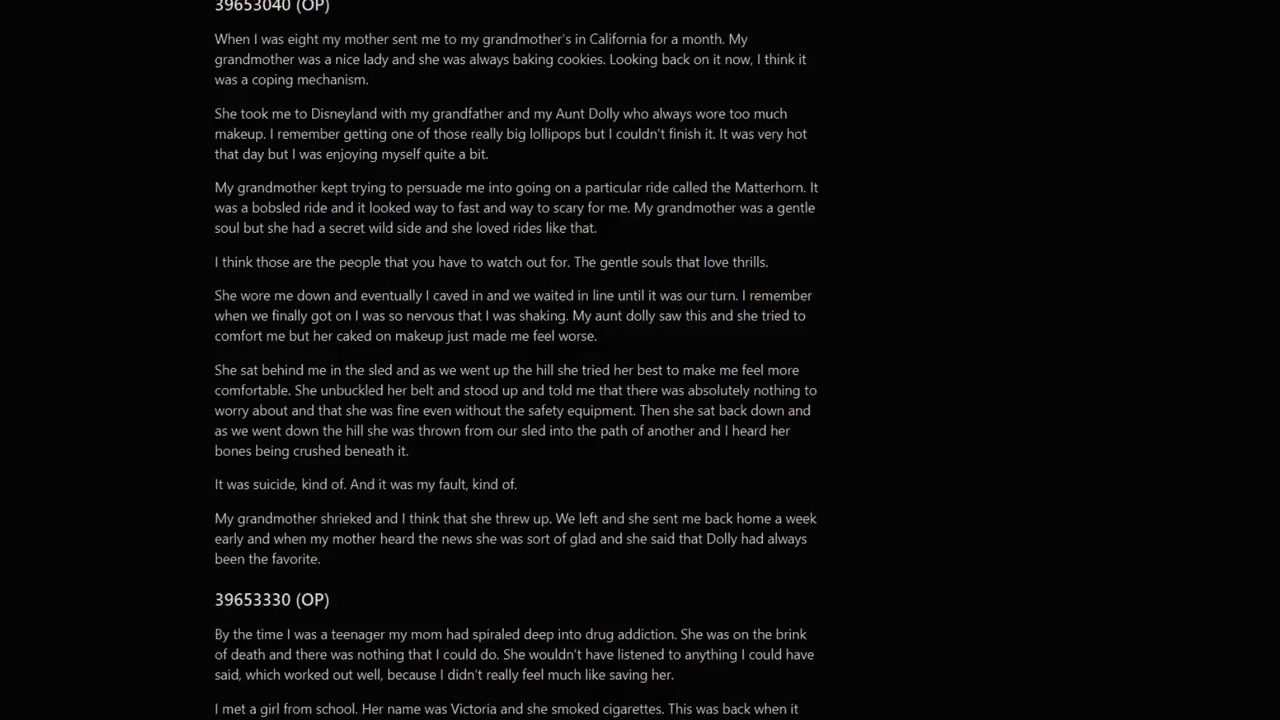 39653040 (OP)
When I was eight my mother sent me to my grandmother's in California for a month. My
grandmother was a nice lady and she was always baking cookies. Looking back on it now, I think it
was a coping mechanism.
She took me to Disneyland with my grandfather and my Aunt Dolly who always wore too much
makeup. I remember getting one of those really big lollipops but I couldn't finish it. It was very hot
that day but I was enjoying myself quite a bit.
My grandmother kept trying to persuade me into going on a particular ride called the Matterhorn. It
was a bobsled ride and it looked way to fast and way to scary for me. My grandmother was a gentle
soul but she had a secret wild side and she loved rides like that.
I think those are the people that you have to watch out for. The gentle souls that love thrills.
She wore me down and eventually I caved in and we waited in line until it was our turn. I remember
when we finally got on I was so nervous that I was shaking. My aunt dolly saw this and she tried to
comfort me but her caked on makeup just made me feel worse.
She sat behind me in the sled and as we went up the hill she tried her best to make me feel more
comfortable. She unbuckled her belt and stood up and told me that there was absolutely nothing to
worry about and that she was fine even without the safety equipment. Then she sat back down and
as we went down the hill she was thrown from our sled into the path of another and I heard her
bones being crushed beneath it.
It was suicide, kind of. And it was my fault, kind of.
My grandmother shrieked and I think that she threw up. We left and she sent me back home a week
early and when my mother heard the news she was sort of glad and she said that Dolly had always
been the favorite.
39653330 (OP)
By the time I was a teenager my mom had spiraled deep into drug addiction. She was on the brink
of death and there was nothing that I could do. She wouldn't have listened to anything I could have
said, which worked out well, because I didn't really feel much like saving her.
I met a girl from school. Her name was Victoria and she smoked cigarettes. This was back when it